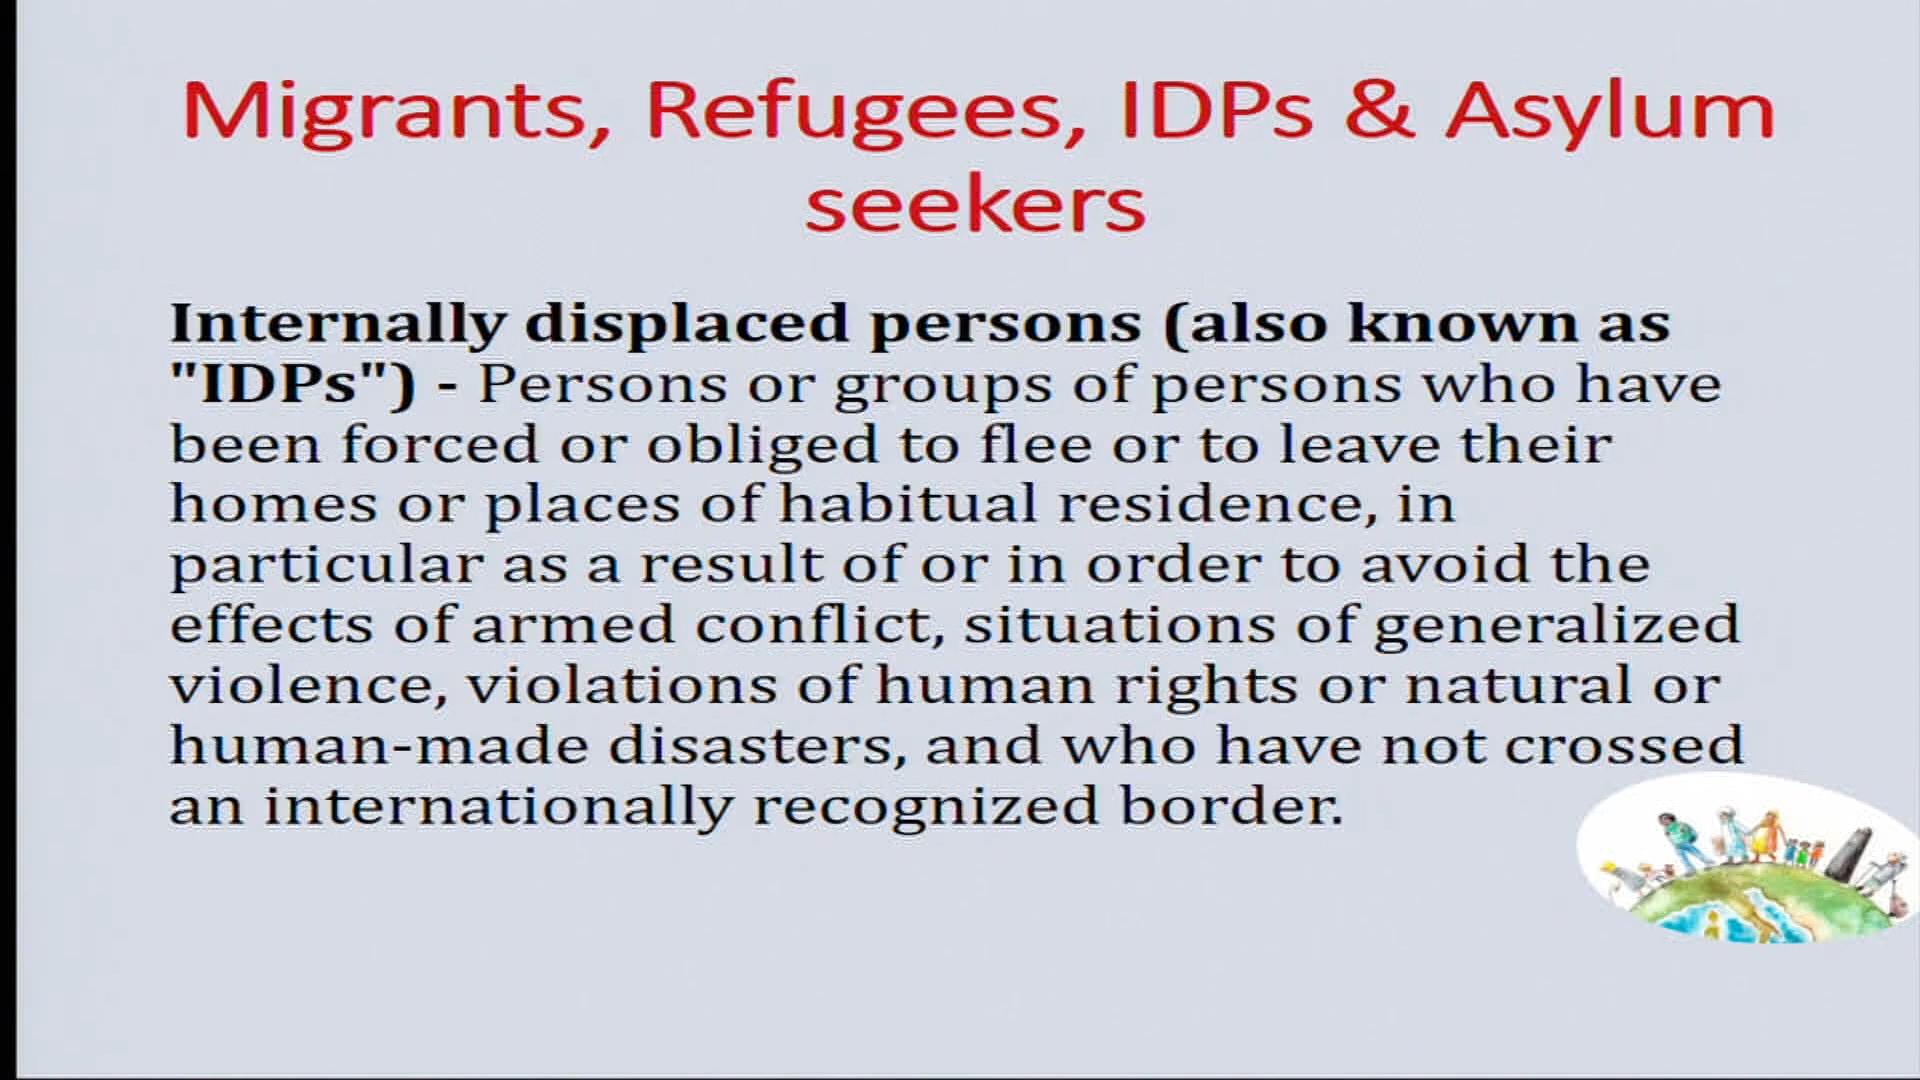 Migrants, Refugees, IDPs & Asylum
seekers
Internally displaced persons (also known as
"IDPs") - Persons or groups of persons who have
been forced or obliged to flee or to leave their
homes or places of habitual residence, in
particular as a result of or in order to avoid the
effects of armed conflict, situations of generalized
violence, violations of human rights or natural or
human-made disasters, and who have not crossed
an internationally recognized border.